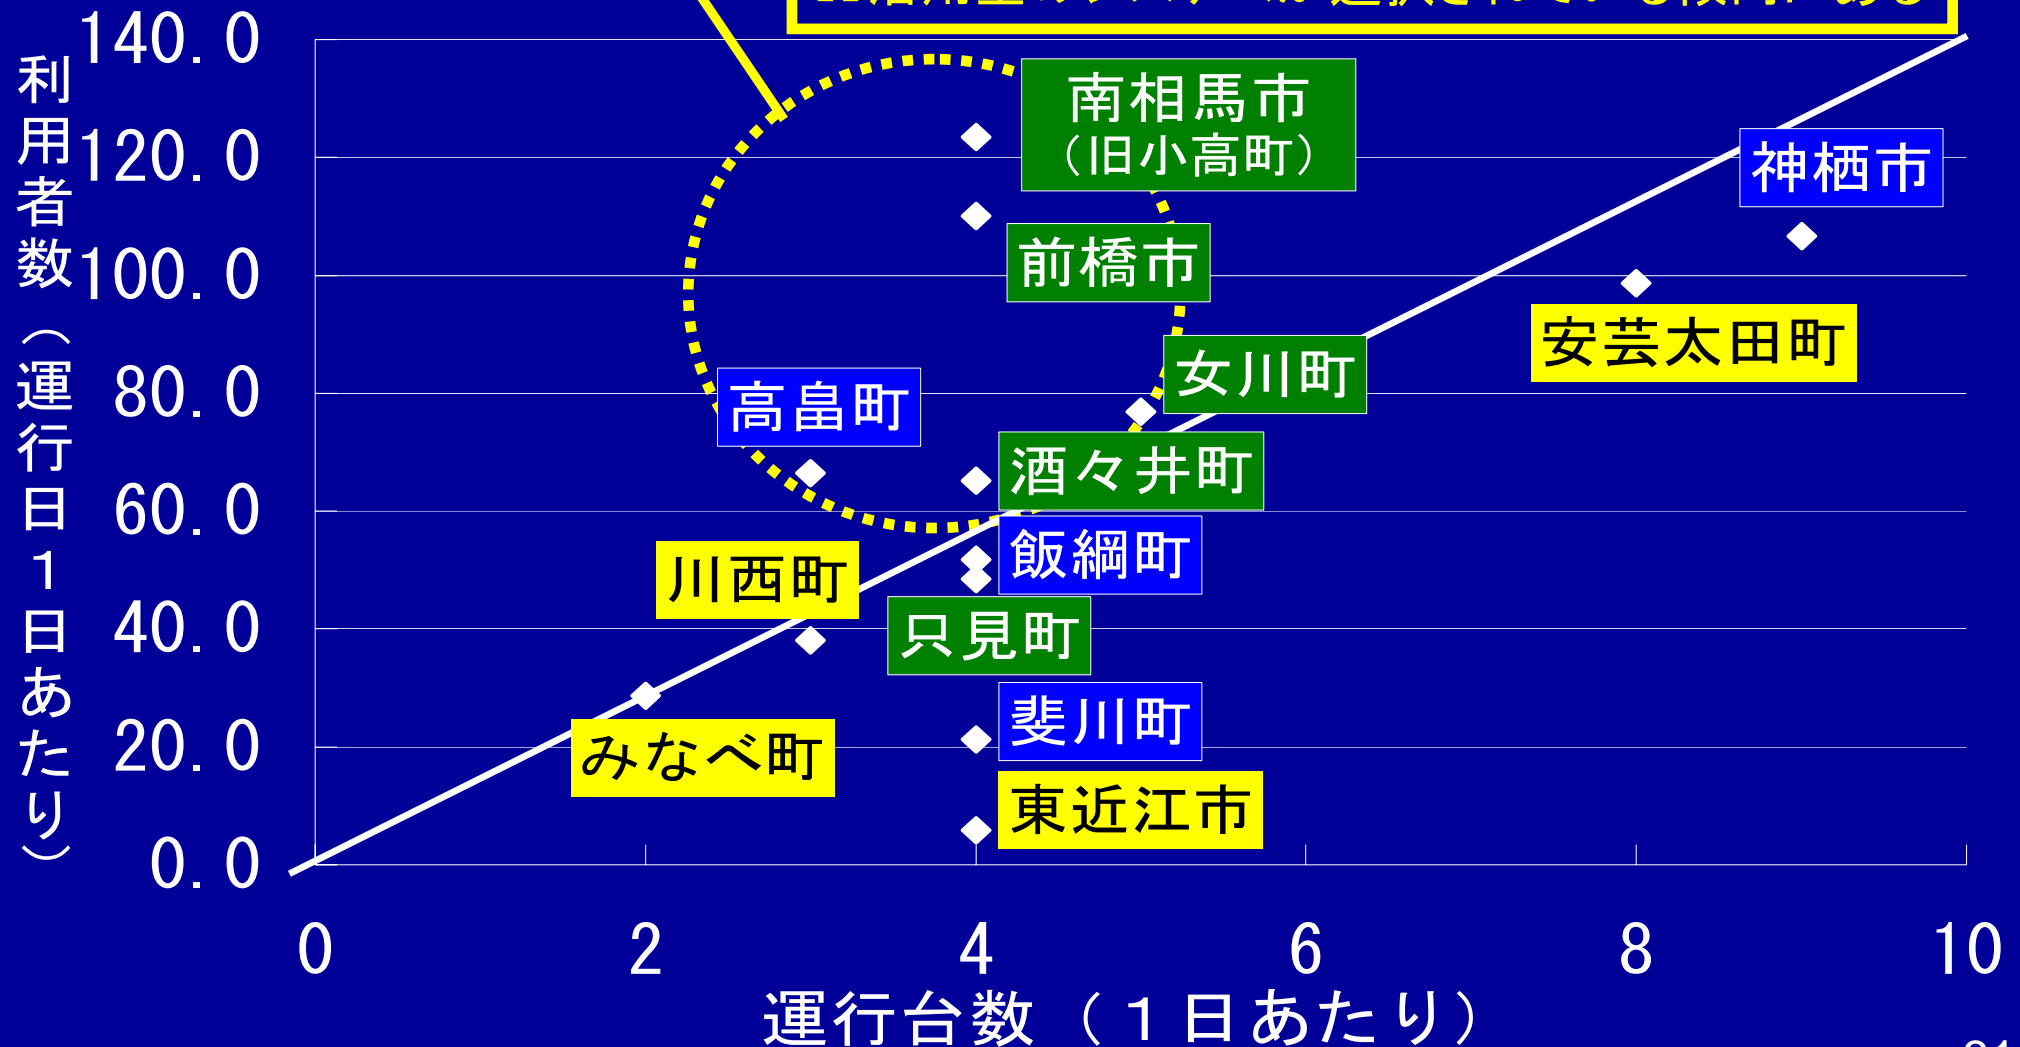 140.0
120.0
100.0
80.0
60.0
40.0
20.0
0.0
利用者数（運行日１日あたり）
南相馬市
（旧小高町）
神栖市
前橋市
安芸太田町
女川町
高畠町
酒々井町
飯綱町
川西町
只見町
斐川町
みなべ町
東近江市
0 2 4 6 8 10
運行台数（１日あたり）